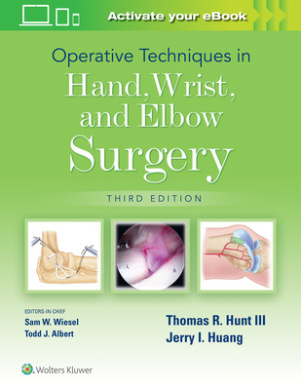 Activate your eBook
Operative Techniques in
Hand, Wrist,
and Elbow
Surgery
THIRD EDITION
EDITORS-IN-CHIEF
Sam W. Wiesel
Todd J. Albert
Thomas R. Hunt III
Jerry I. Huang
Wolters Kluwer